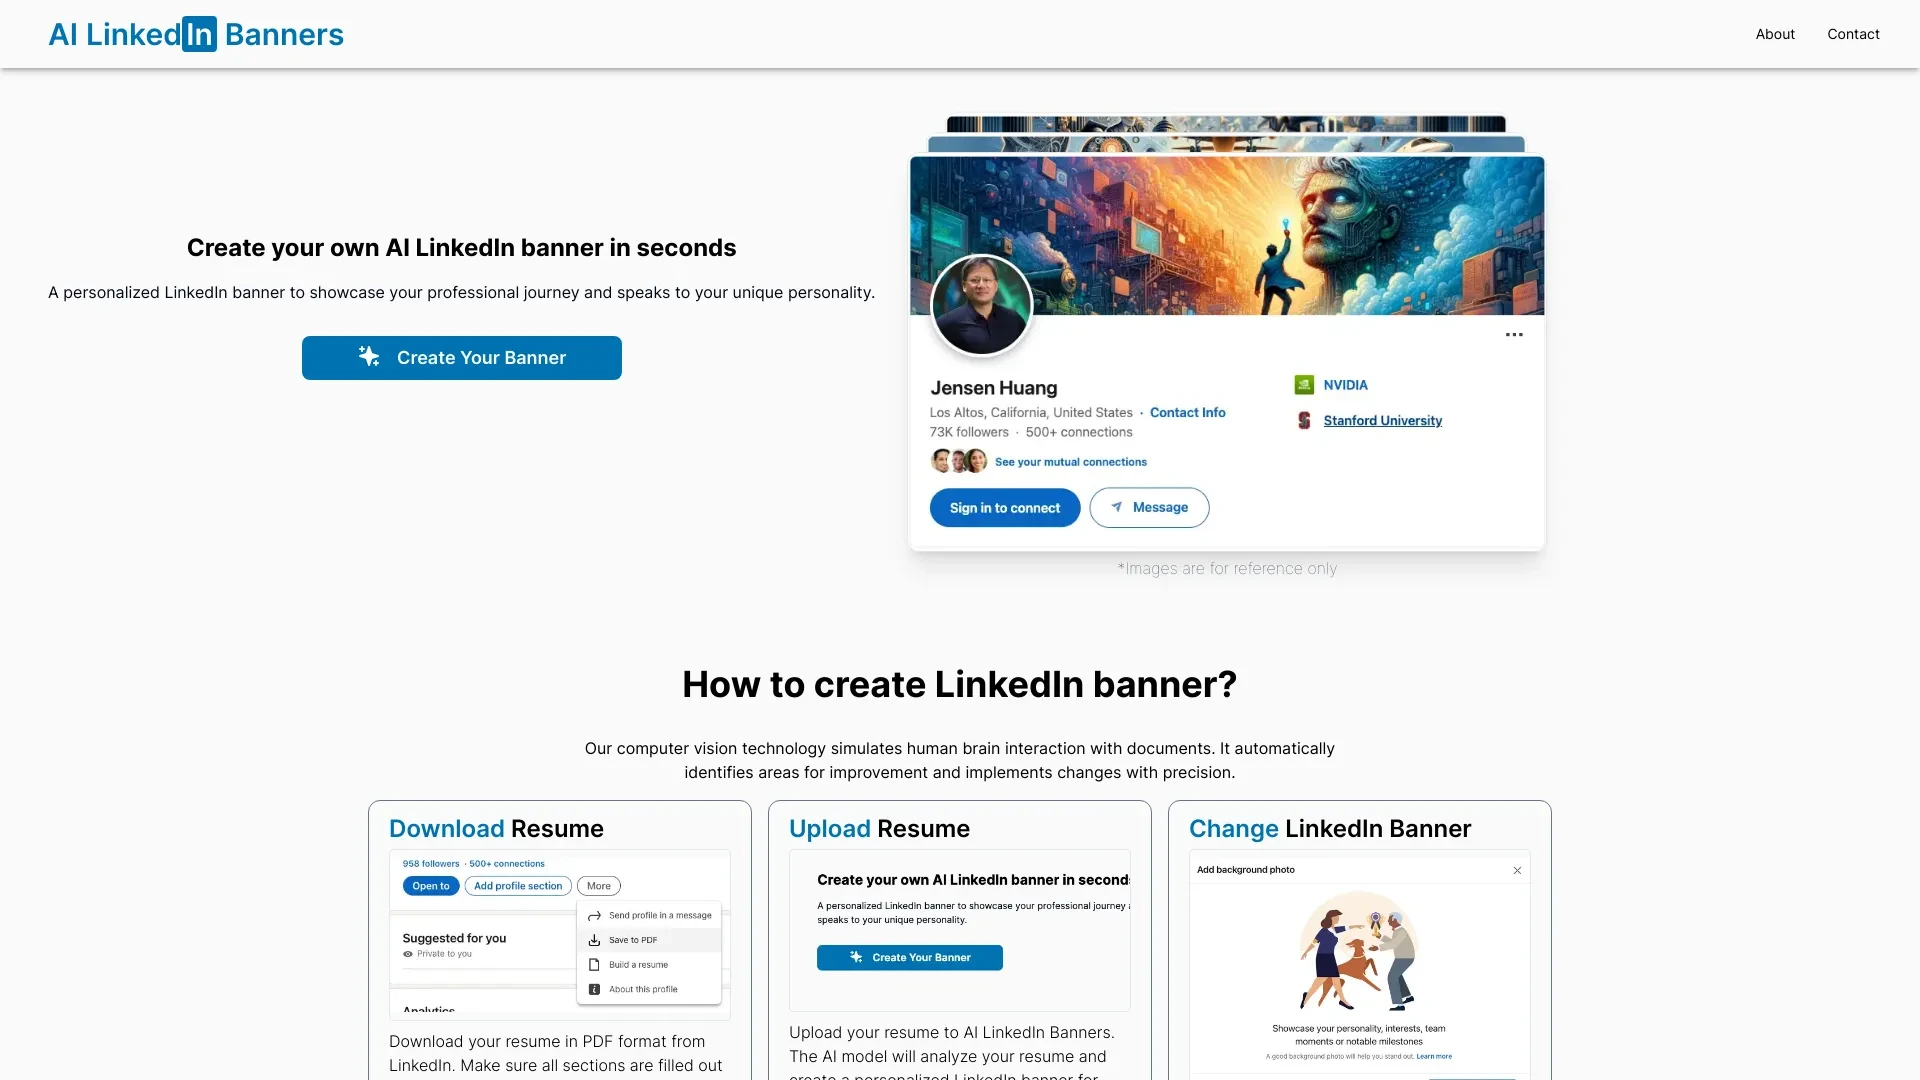 AI LinkedIn Banners
About
Contact
Create your own AI LinkedIn banner in seconds
A personalized LinkedIn banner to showcase your professional journey and speaks to your unique personality.
Create Your Banner
Jensen Huang
Los Altos, California, United States · Contact Info
73K followers · 500+ connections
See your mutual connections
Sign in to connect
Message
NVIDIA
Stanford University
*Images are for reference only
How to create LinkedIn banner?
Our computer vision technology simulates human brain interaction with documents. It automatically
identifies areas for improvement and implements changes with precision.
Download Resume
958 followers · 500+ connections
Open to
Add profile section
More
Send profile in a message
Save to PDF
Build a resume
About this profile
Suggested for you
Private to you
Analytics
Download your resume in PDF format from
LinkedIn. Make sure all sections are filled out
Upload Resume
Create your own AI LinkedIn banner in second
A personalized LinkedIn banner to showcase your professional journey
speaks to your unique personality.
Create Your Banner
Upload your resume to AI LinkedIn Banners.
The AI model will analyze your resume and
create a personalized LinkedIn banner for
Change LinkedIn Banner
Add background photo
Showcase your personality, interests, team
moments or notable milestones
A good background photo will help you stand out. Learn more